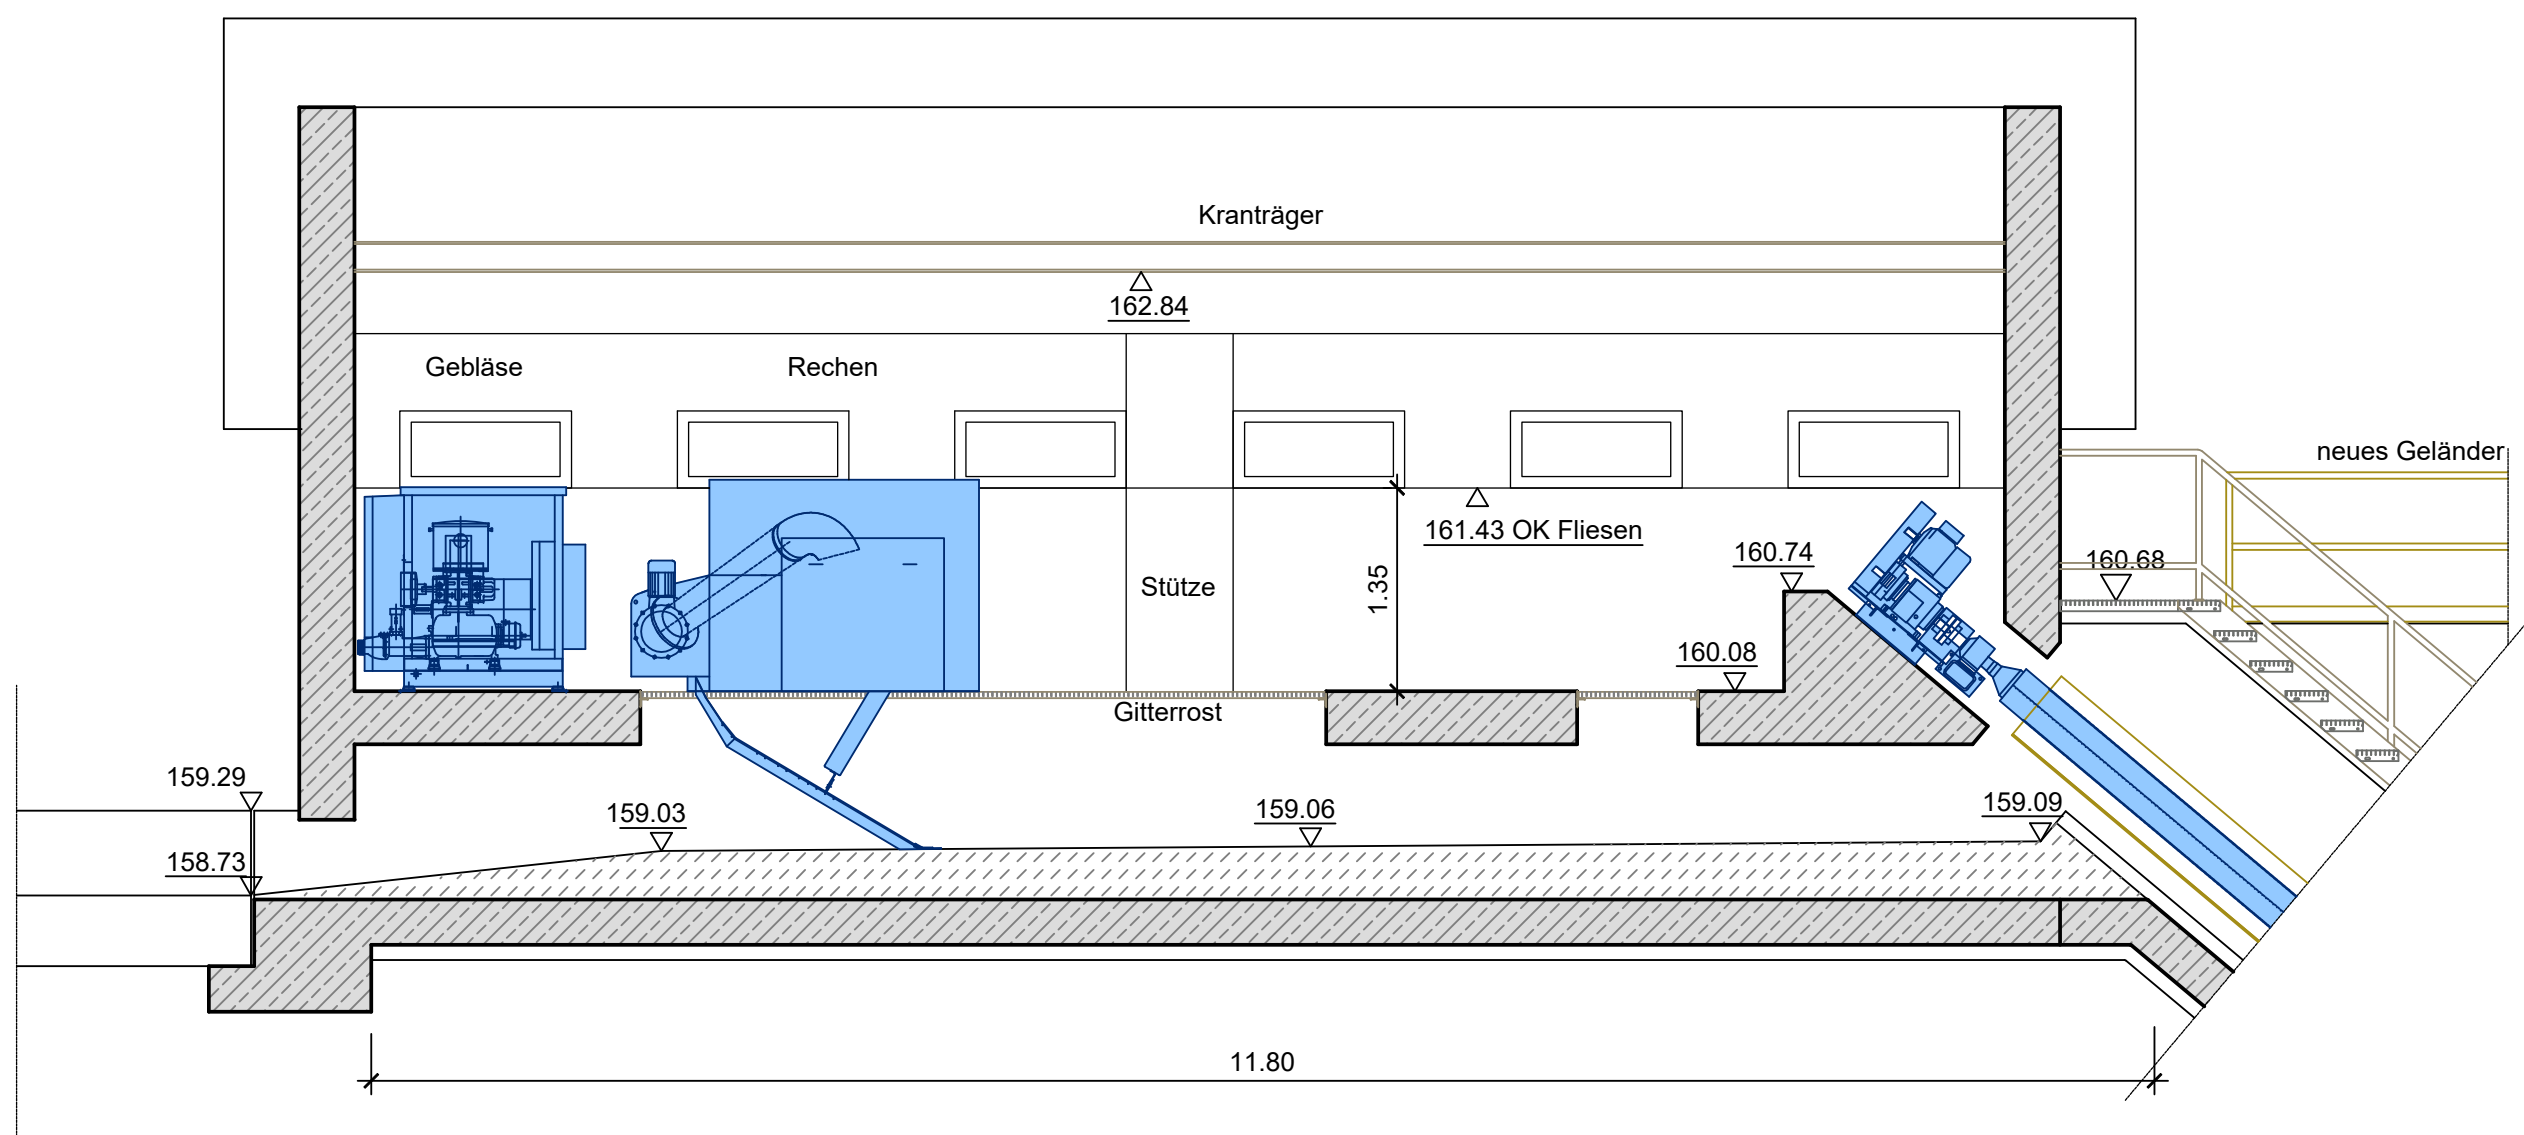 Kranträger
162.84
Gebläse
Rechen
neues Geländer
161.43 OK Fliesen
160.74
160.68
1.35
Stütze
160.08
Gitterrost
159.29
159.03
159.06
159.09
158.73
11.80